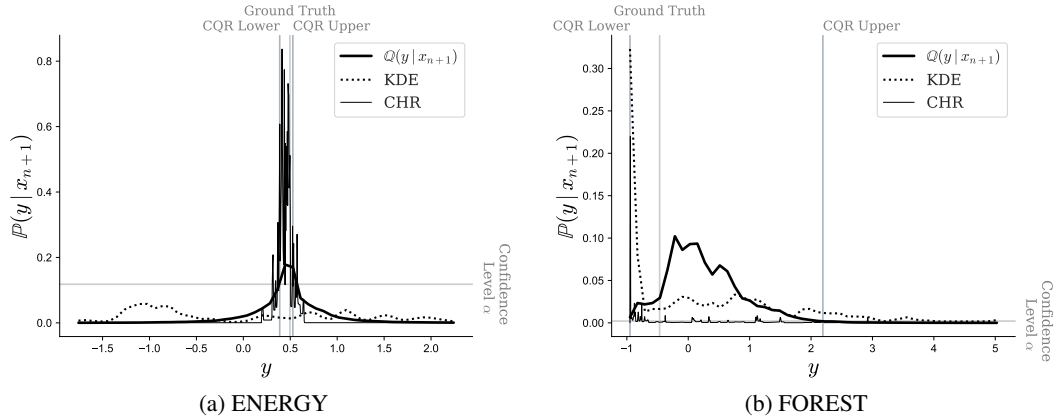 Ground Truth
CQR Lower
CQR Upper
ℚ(y | x_{n+1})
KDE
CHR
0.8
0.6
0.4
0.2
0.0
ℙ(y | x_{n+1})
Confidence
Level α
−1.5
−1.0
−0.5
0.0
0.5
1.0
1.5
2.0
y
(a) ENERGY
Ground Truth
CQR Lower
CQR Upper
ℚ(y | x_{n+1})
KDE
CHR
0.30
0.25
0.20
0.15
0.10
0.05
0.00
ℙ(y | x_{n+1})
Confidence
Level α
−1
0
1
2
3
4
5
y
(b) FOREST